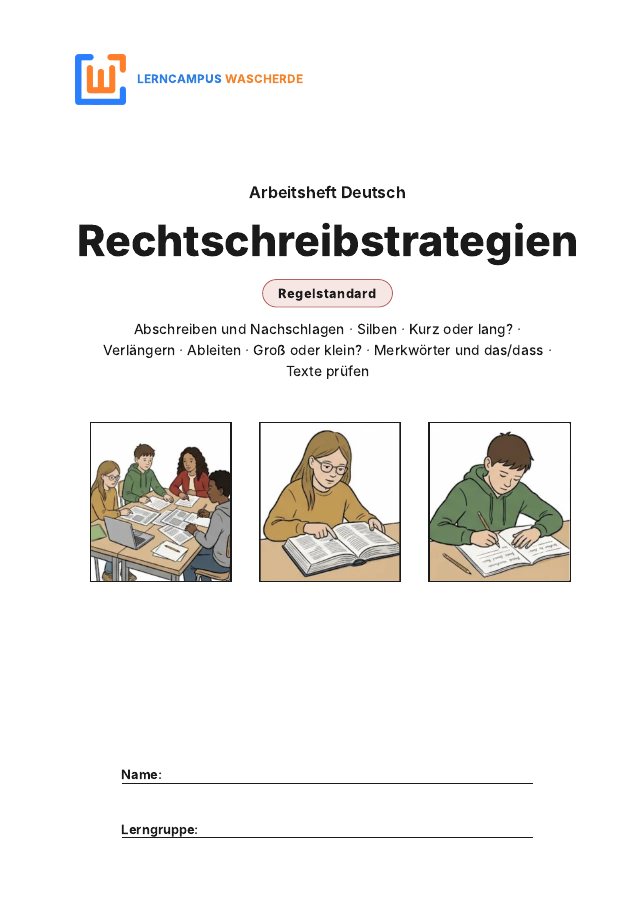 LERNCAMPUS WASCHERDE
Arbeitsheft Deutsch
Rechtschreibstrategien
Regelstandard
Abschreiben und Nachschlagen · Silben · Kurz oder lang? ·
Verlängern · Ableiten · Groß oder klein? · Merkwörter und das/dass ·
Texte prüfen
Name:
Lerngruppe: